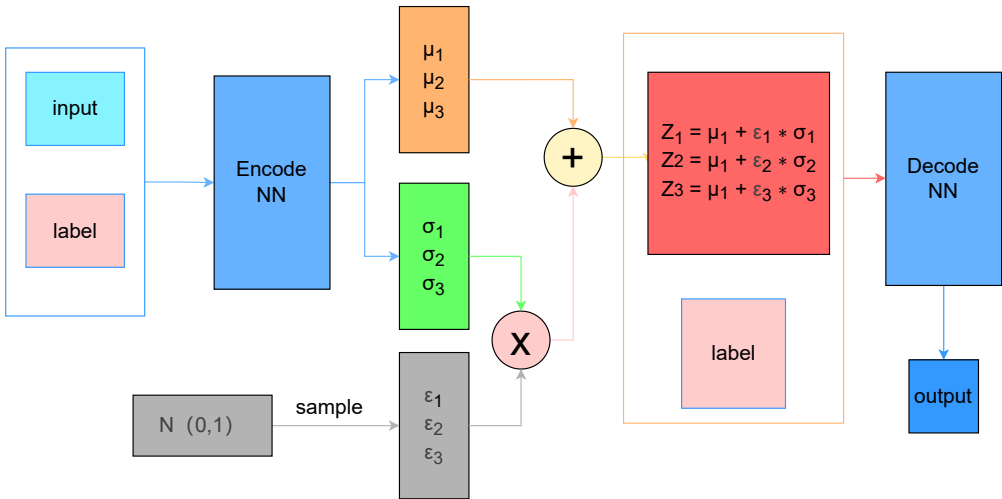 input
label
Encode
NN
μ1
μ2
μ3
σ1
σ2
σ3
N (0,1)
sample
ε1
ε2
ε3
+
X
Z1 = μ1 + ε1 * σ1
Z2 = μ1 + ε2 * σ2
Z3 = μ1 + ε3 * σ3
label
Decode
NN
output